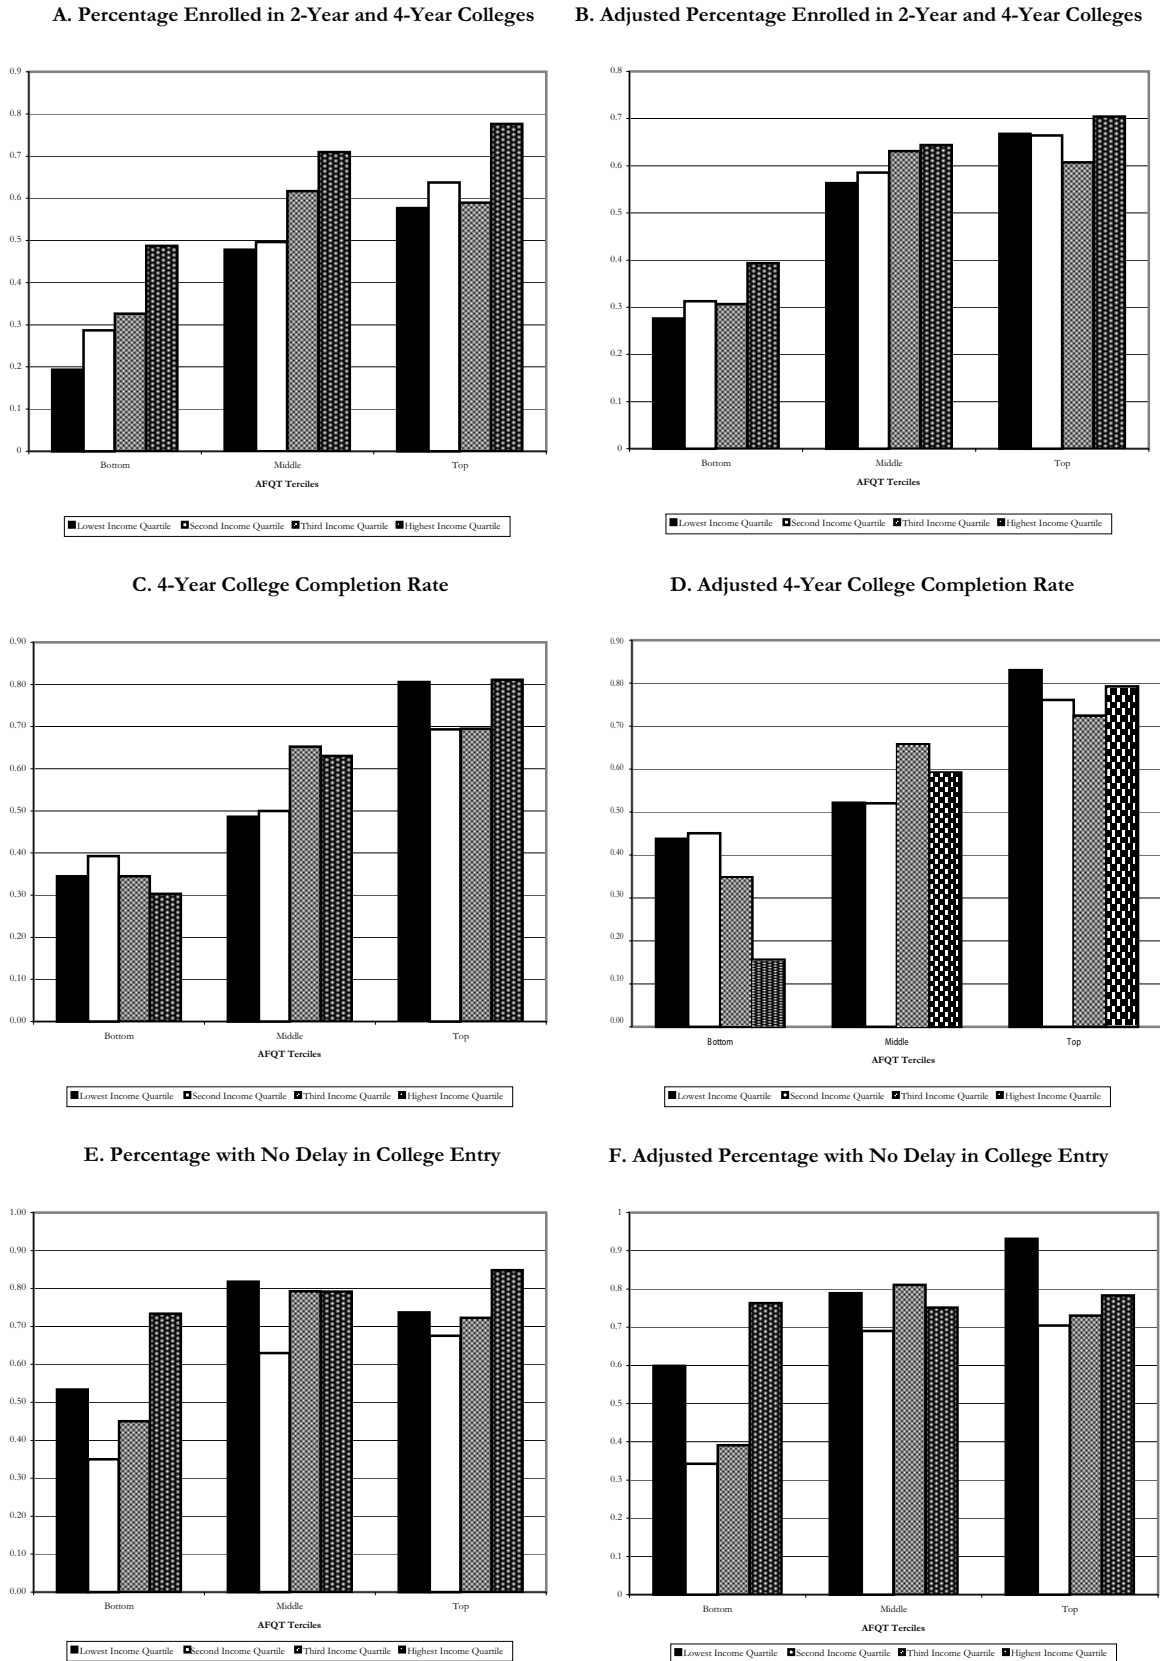 A. Percentage Enrolled in 2-Year and 4-Year Colleges
0.9
0.8
0.7
0.6
0.5
0.4
0.3
0.2
0.1
0
Bottom Middle Top
AFQT Terciles
Lowest Income Quartile Second Income Quartile Third Income Quartile Highest Income Quartile
B. Adjusted Percentage Enrolled in 2-Year and 4-Year Colleges
0.8
0.7
0.6
0.5
0.4
0.3
0.2
0.1
0
Bottom Middle Top
AFQT Terciles
Lowest Income Quartile Second Income Quartile Third Income Quartile Highest Income Quartile
C. 4-Year College Completion Rate
0.90
0.80
0.70
0.60
0.50
0.40
0.30
0.20
0.10
0.00
Bottom Middle Top
AFQT Terciles
Lowest Income Quartile Second Income Quartile Third Income Quartile Highest Income Quartile
D. Adjusted 4-Year College Completion Rate
0.90
0.80
0.70
0.60
0.50
0.40
0.30
0.20
0.10
0.00
Bottom Middle Top
AFQT Terciles
Lowest Income Quartile Second Income Quartile Third Income Quartile Highest Income Quartile
E. Percentage with No Delay in College Entry
1.00
0.90
0.80
0.70
0.60
0.50
0.40
0.30
0.20
0.10
0.00
Bottom Middle Top
AFQT Terciles
Lowest Income Quartile Second Income Quartile Third Income Quartile Highest Income Quartile
F. Adjusted Percentage with No Delay in College Entry
1
0.9
0.8
0.7
0.6
0.5
0.4
0.3
0.2
0.1
0
Bottom Middle Top
AFQT Terciles
Lowest Income Quartile Second Income Quartile Third Income Quartile Highest Income Quartile